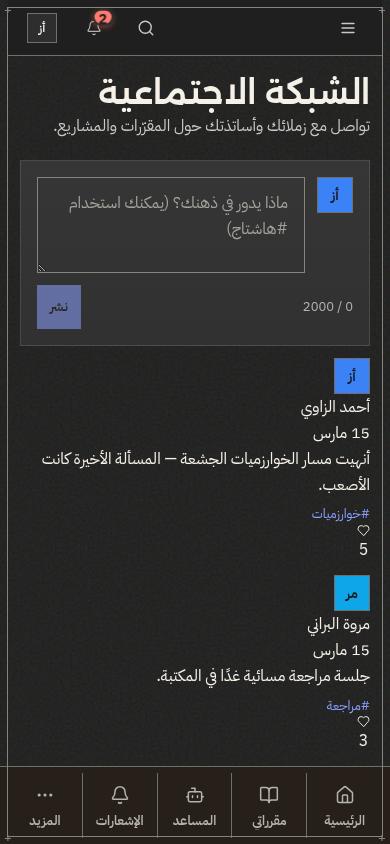 أز
2
الشبكة الاجتماعية
تواصل مع زملائك وأساتذتك حول المقرّرات والمشاريع.
أز
ماذا يدور في ذهنك؟ (يمكنك استخدام
#هاشتاج)
0 / 2000
نشر
أز
أحمد الزاوي
15 مارس
أنهيت مسار الخوارزميات الجشعة — المسألة الأخيرة كانت
الأصعب.
#خوارزميات
5
مر
مروة البراني
15 مارس
جلسة مراجعة مسائية غدًا في المكتبة.
#مراجعة
3
الرئيسية
مقرراتي
المساعد
الإشعارات
المزيد